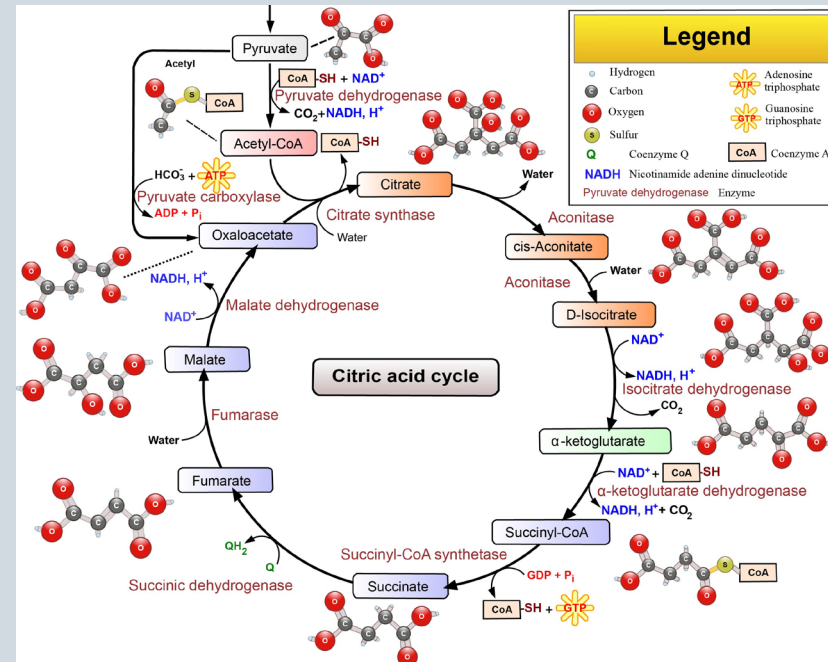 Pyruvate
Acetyl
CoA-SH + NAD+
Pyruvate dehydrogenase
CO2+NADH, H+
S CoA
Acetyl-CoA
CoA-SH
HCO3- + ATP
Pyruvate carboxylase
ADP + Pi
Oxaloacetate
Citrate
Citrate synthase
Water
Water
Aconitase
cis-Aconitate
Aconitase
Water
D-Isocitrate
NAD+
NADH, H+
Isocitrate dehydrogenase
CO2
α-ketoglutarate
NAD+ + CoA-SH
α-ketoglutarate dehydrogenase
NADH, H+ + CO2
Succinyl-CoA
S CoA
Succinyl-CoA synthetase
GDP + Pi
CoA-SH + GTP
Succinate
Succinic dehydrogenase
Q
QH2
Fumarate
Water
Fumarase
Malate
NAD+
Malate dehydrogenase
NADH, H+
Citric acid cycle
Legend
Hydrogen
C Carbon
O Oxygen
S Sulfur
Q Coenzyme Q
NADH Nicotinamide adenine dinucleotide
Pyruvate dehydrogenase Enzyme
ATP Adenosine
triphosphate
GTP Guanosine
triphosphate
CoA Coenzyme A